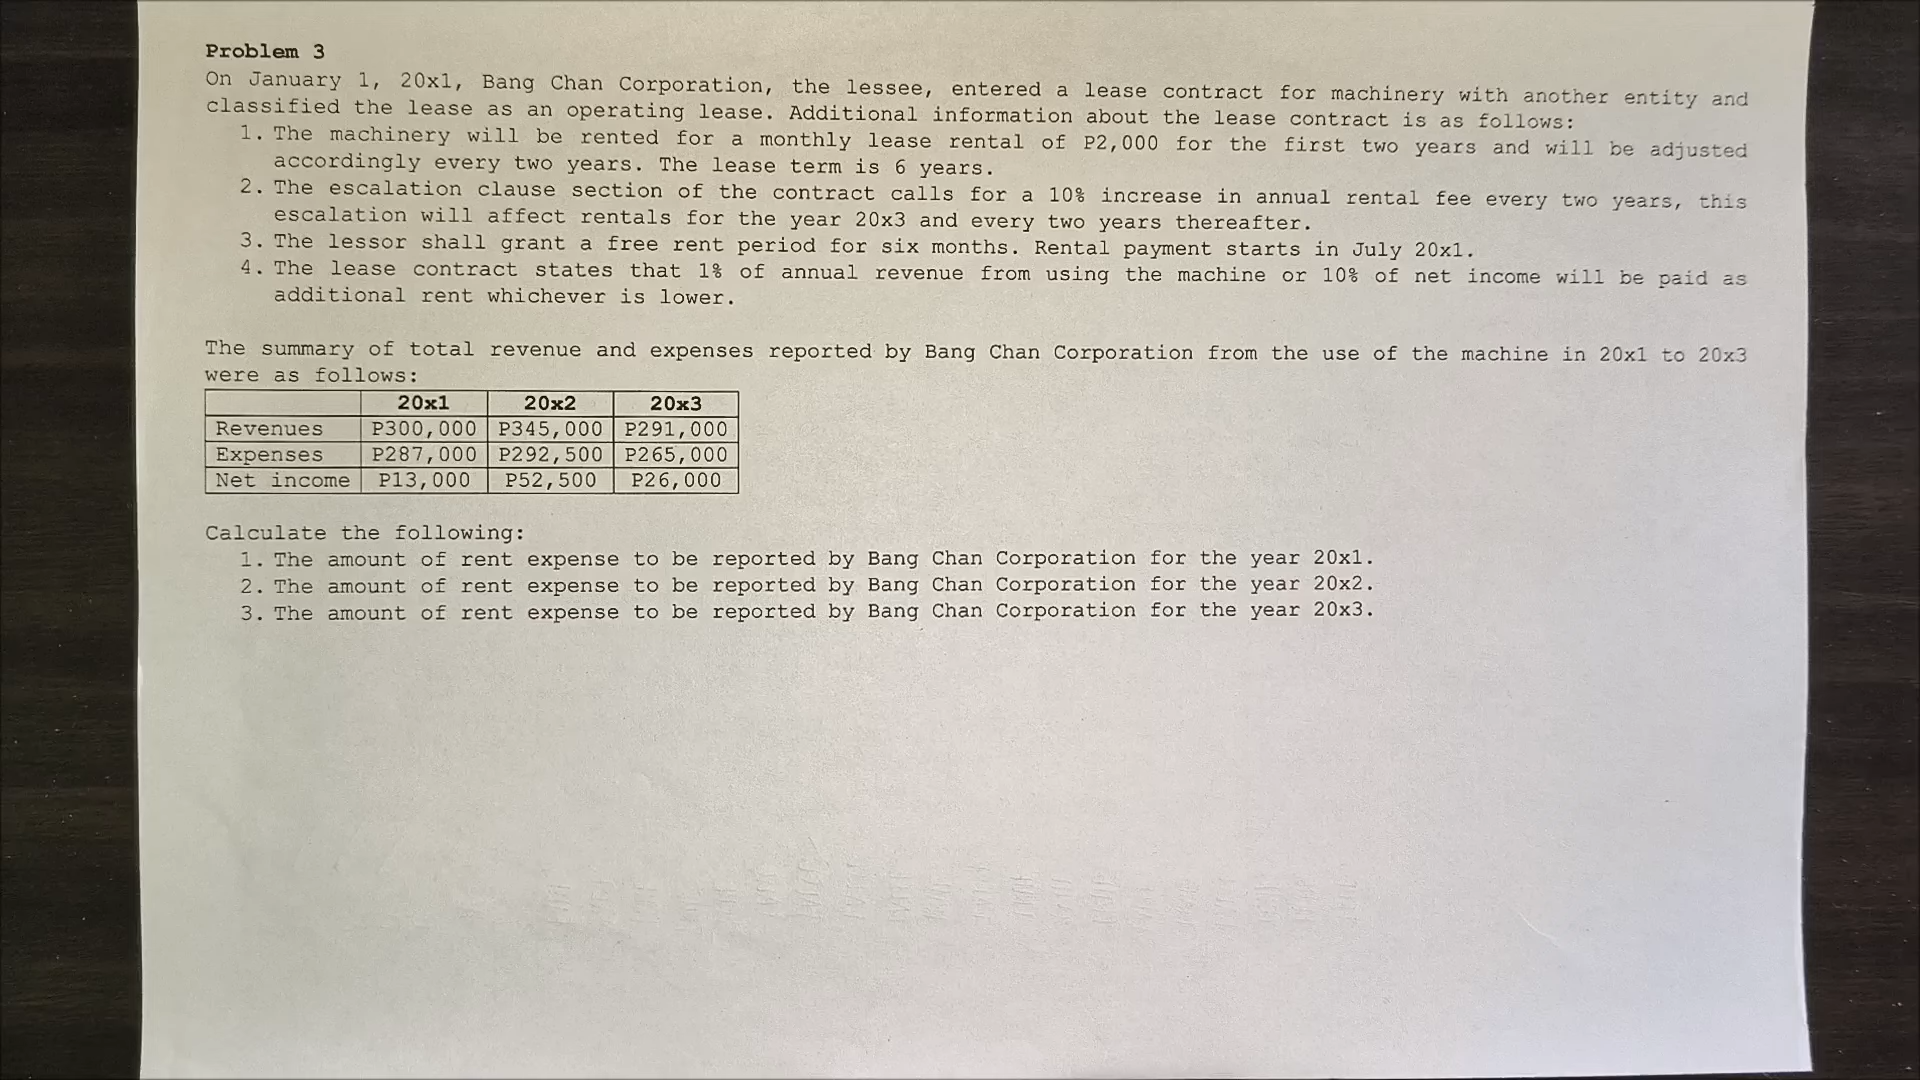 Problem 3
On January 1, 20x1, Bang Chan Corporation, the lessee, entered a lease contract for machinery with another entity and
classified the lease as an operating lease. Additional information about the lease contract is as follows:
1. The machinery will be rented for a monthly lease rental of P2,000 for the first two years and will be adjusted
accordingly every two years. The lease term is 6 years.
2. The escalation clause section of the contract calls for a 10% increase in annual rental fee every two years, this
escalation will affect rentals for the year 20x3 and every two years thereafter.
3. The lessor shall grant a free rent period for six months. Rental payment starts in July 20x1.
4. The lease contract states that 1% of annual revenue from using the machine or 10% of net income will be paid as
additional rent whichever is lower.
The summary of total revenue and expenses reported by Bang Chan Corporation from the use of the machine in 20x1 to 20x3
were as follows:
20x1 20x2 20x3
Revenues P300,000 P345,000 P291,000
Expenses P287,000 P292,500 P265,000
Net income P13,000 P52,500 P26,000
Calculate the following:
1. The amount of rent expense to be reported by Bang Chan Corporation for the year 20x1.
2. The amount of rent expense to be reported by Bang Chan Corporation for the year 20x2.
3. The amount of rent expense to be reported by Bang Chan Corporation for the year 20x3.